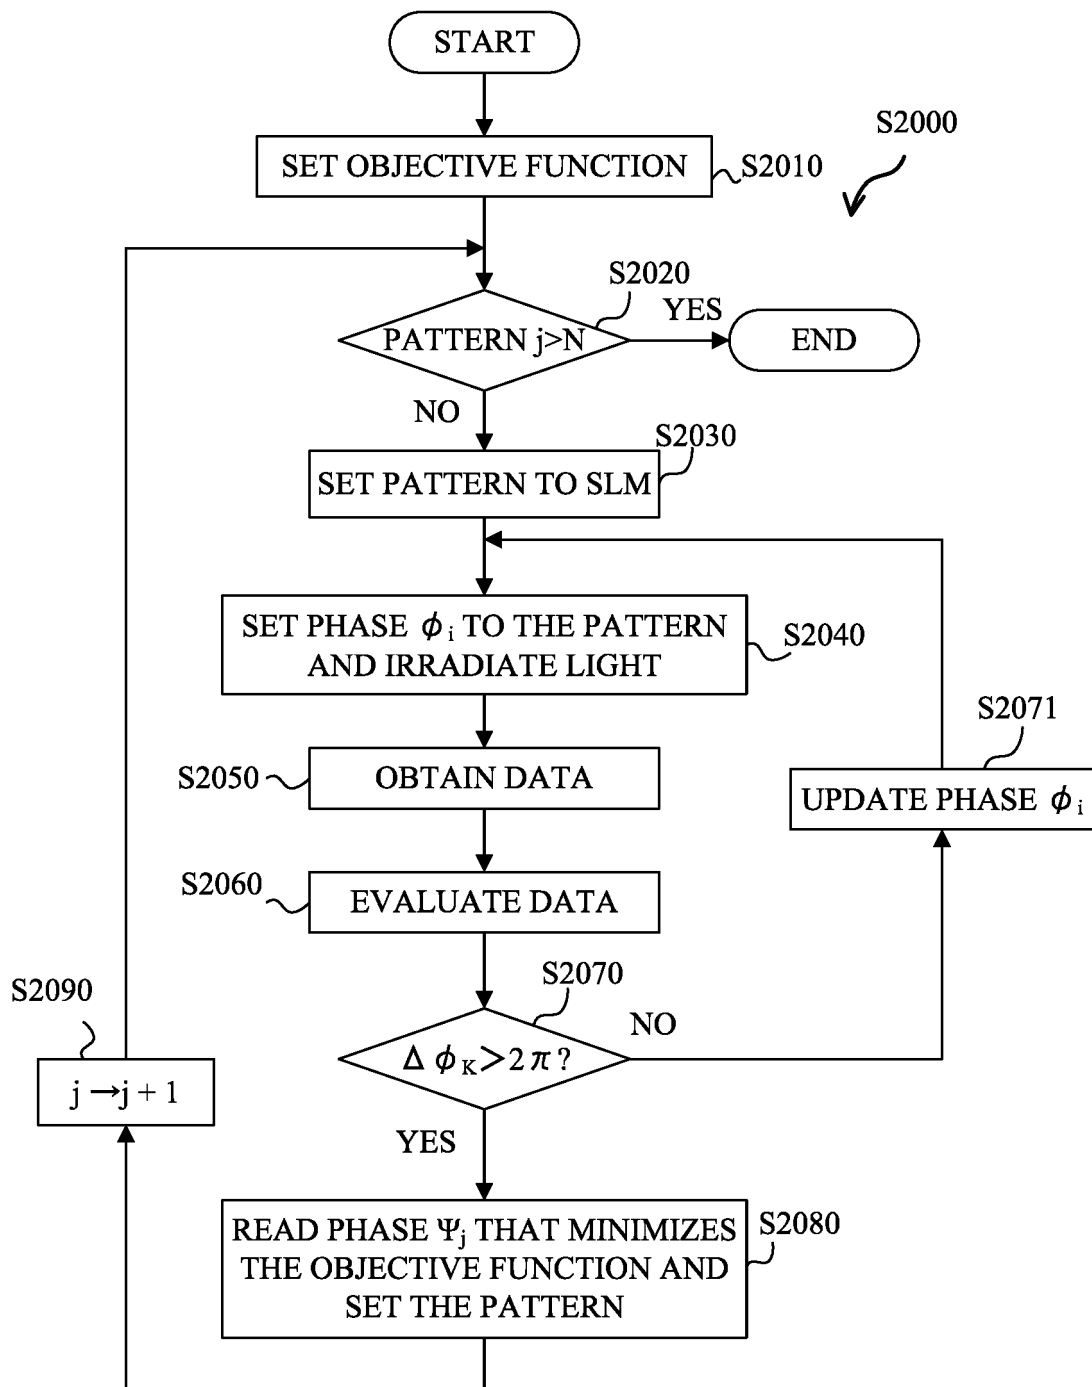 START
S2000
SET OBJECTIVE FUNCTION
S2010
S2020
PATTERN j>N
YES
END
NO
S2030
SET PATTERN TO SLM
SET PHASE ϕi TO THE PATTERN
AND IRRADIATE LIGHT
S2040
S2071
S2050
OBTAIN DATA
UPDATE PHASE ϕi
S2060
EVALUATE DATA
S2070
S2090
NO
Δ ϕK>2π?
j→j + 1
YES
READ PHASE Ψj THAT MINIMIZES
THE OBJECTIVE FUNCTION AND
SET THE PATTERN
S2080